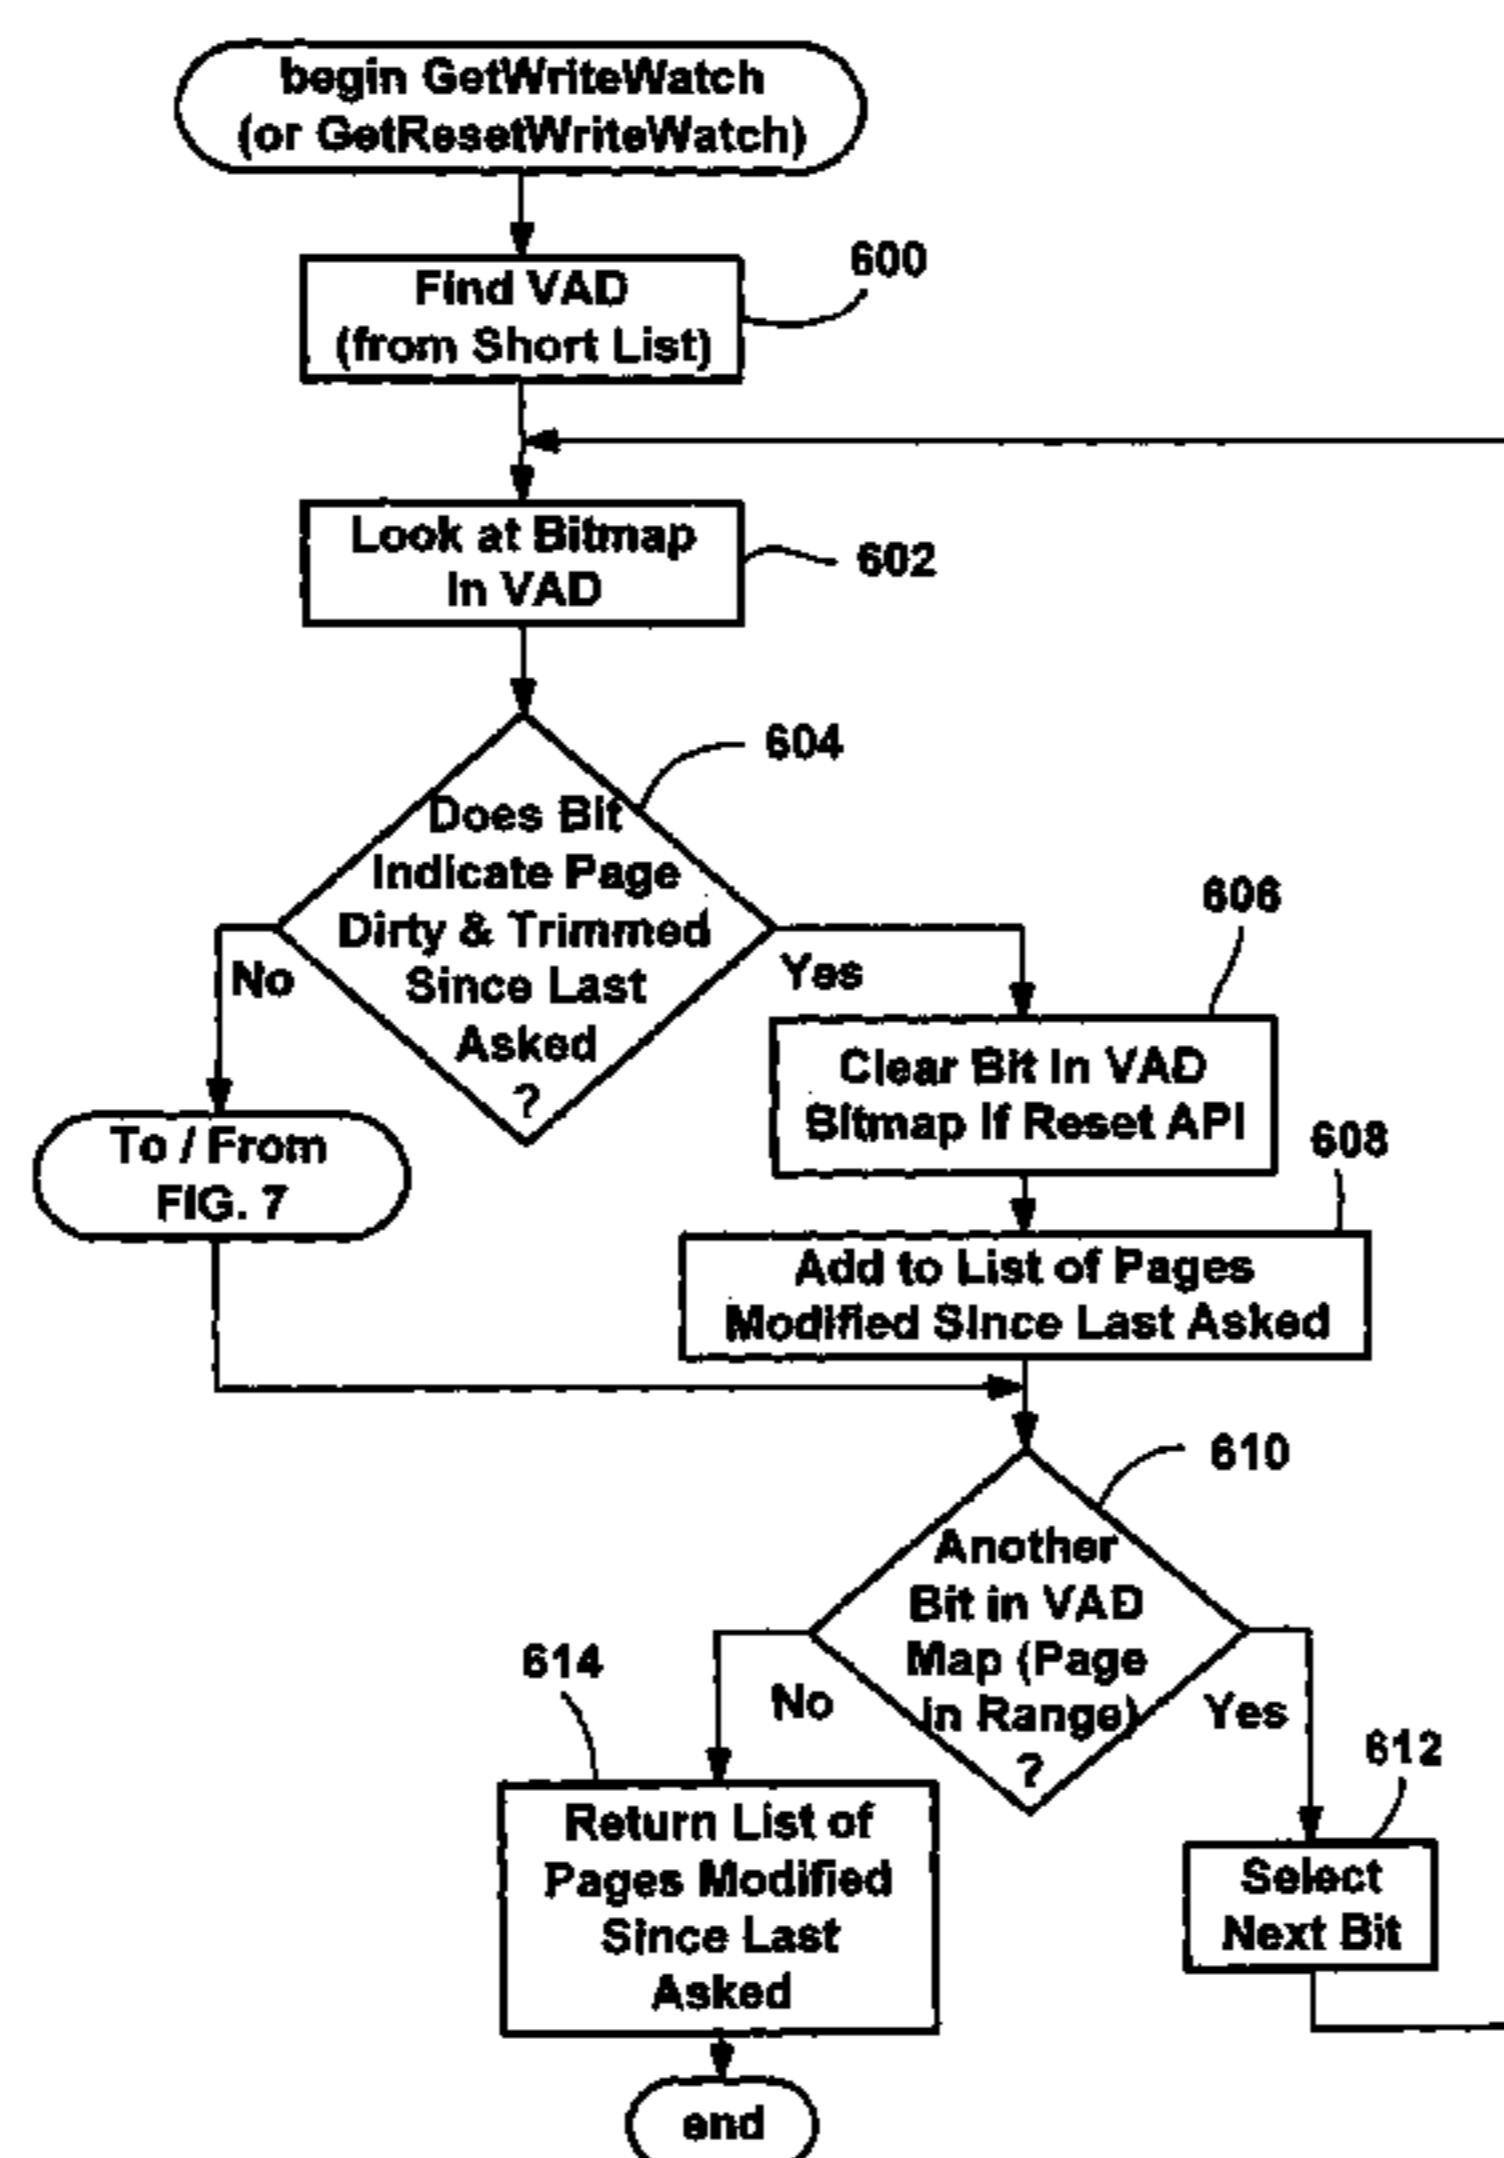 begin GetWriteWatch
(or GetResetWriteWatch)
600
Find VAD
(from Short List)
Look at Bitmap
in VAD
602
604
Does Bit
Indicate Page
Dirty & Trimmed
Since Last
Asked
?
No
Yes
606
Clear Bit in VAD
Bitmap if Reset API
To / From
FIG. 7
608
Add to List of Pages
Modified Since Last Asked
610
Another
Bit in VAD
Map (Page
in Range)
?
No
Yes
614
612
Return List of
Pages Modified
Since Last
Asked
Select
Next Bit
end